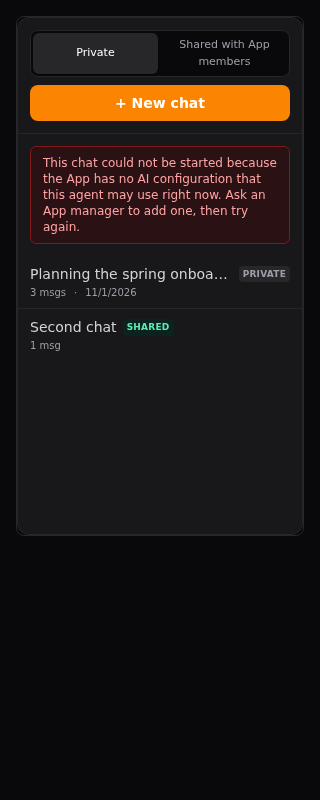 Private
Shared with App
members
+ New chat
This chat could not be started because
the App has no AI configuration that
this agent may use right now. Ask an
App manager to add one, then try
again.
Planning the spring onboa… PRIVATE
3 msgs · 11/1/2026
Second chat SHARED
1 msg